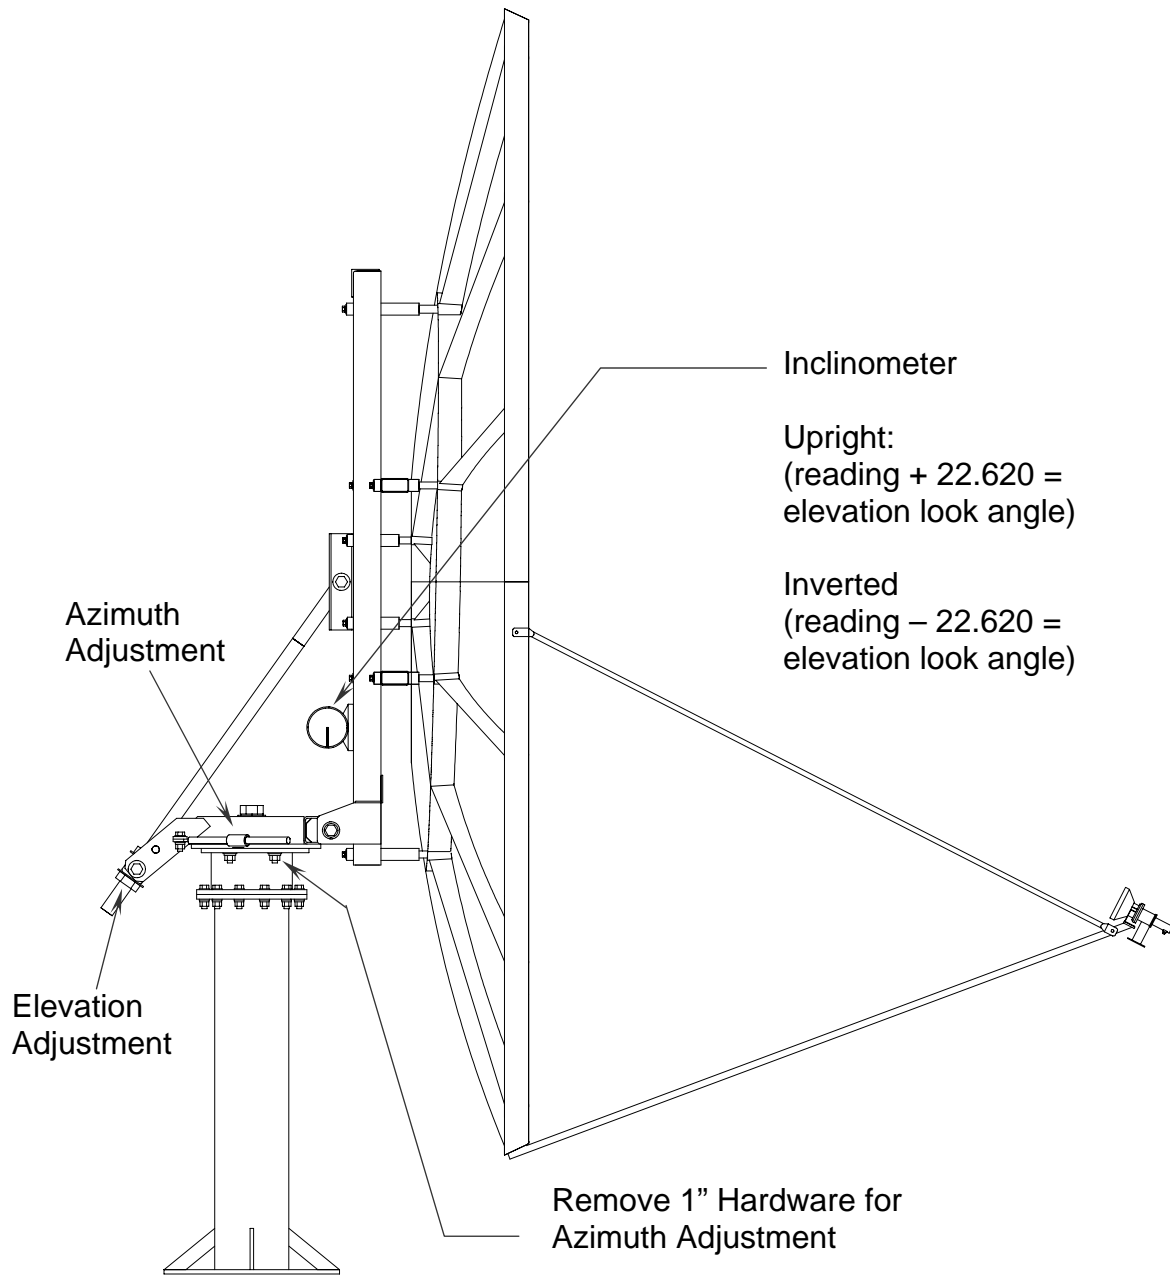 Inclinometer
Upright:
(reading + 22.620 =
elevation look angle)
Inverted
(reading – 22.620 =
elevation look angle)
Azimuth
Adjustment
Elevation
Adjustment
Remove 1” Hardware for
Azimuth Adjustment